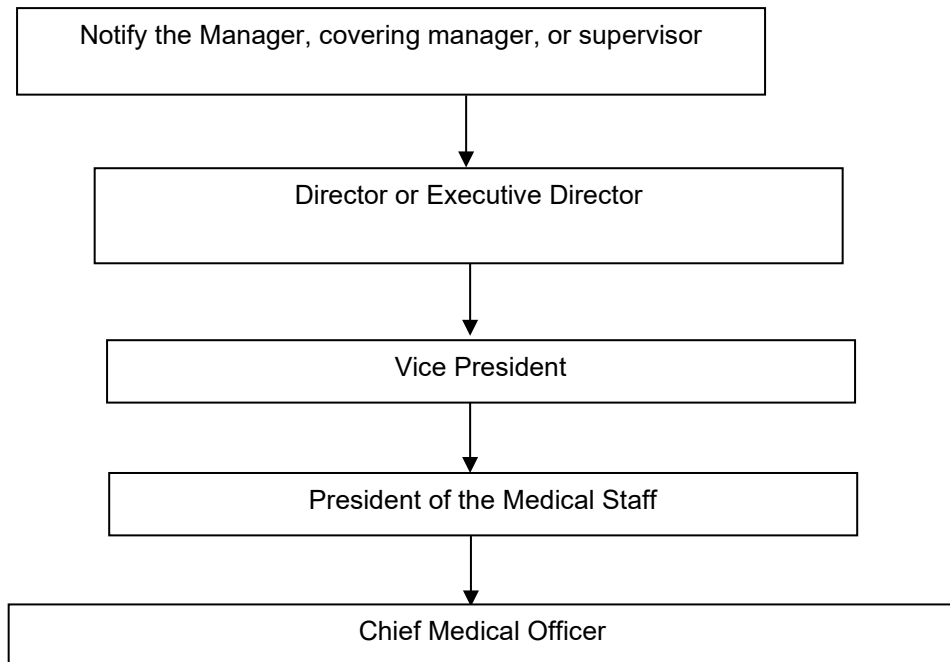 Notify the Manager, covering manager, or supervisor
Director or Executive Director
Vice President
President of the Medical Staff
Chief Medical Officer